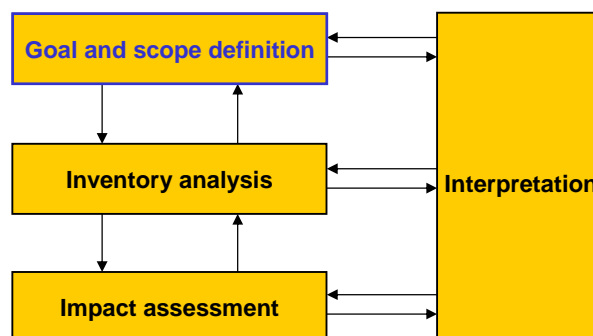 Goal and scope definition
Inventory analysis
Interpretation
Impact assessment